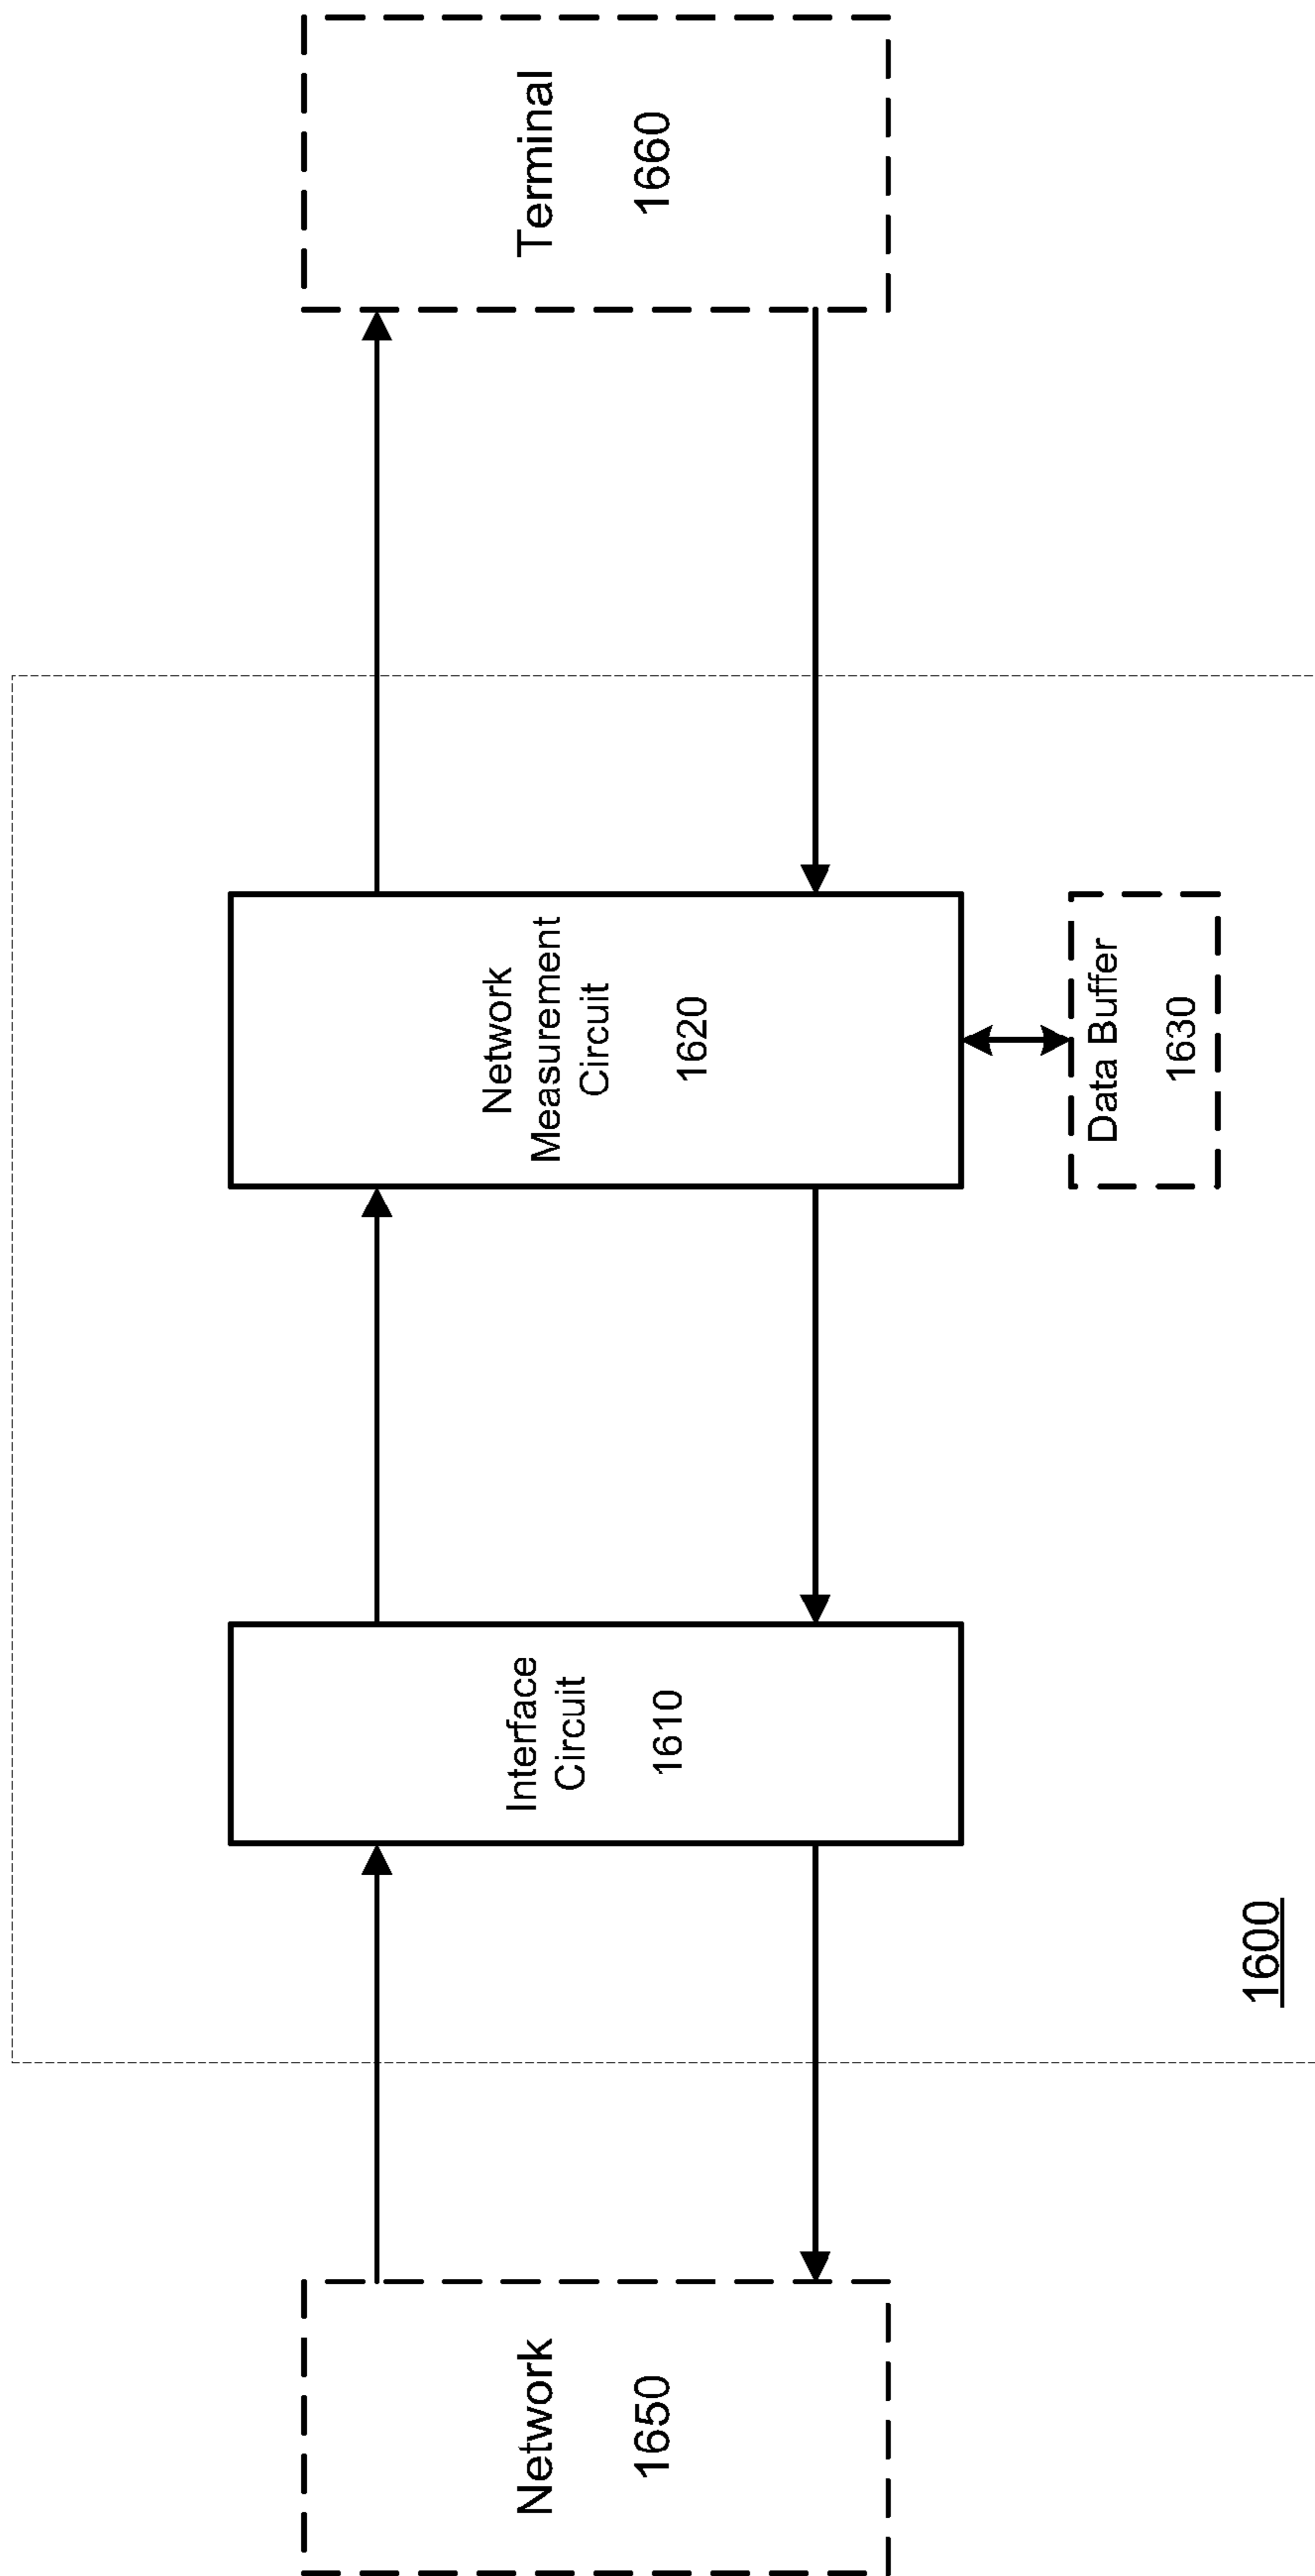 Network
1650
Interface
Circuit
1610
Network
Measurement
Circuit
1620
Data Buffer
1630
Terminal
1660
1600